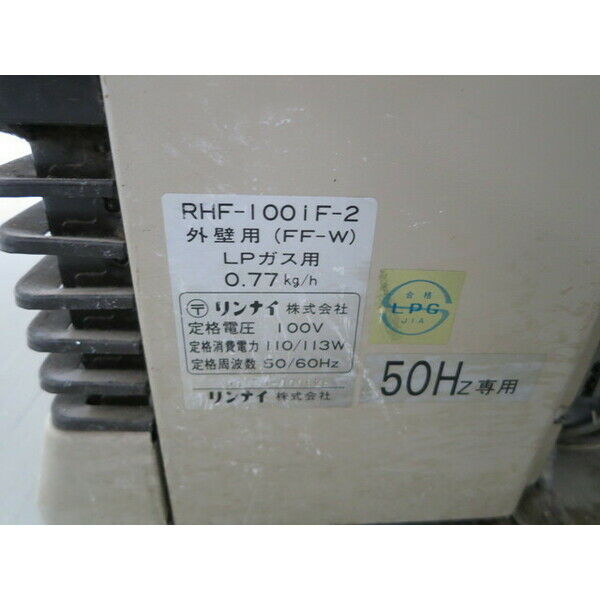 RHF-100iF-2
外壁用 (FF-W)
LPガス用
0.77kg/h
〒 リンナイ 株式会社
定格電圧 100V
定格消費電力 110/113W
定格周波数 50/60Hz
リンナイ 株式会社
合格
LPG
JIA
50Hz専用